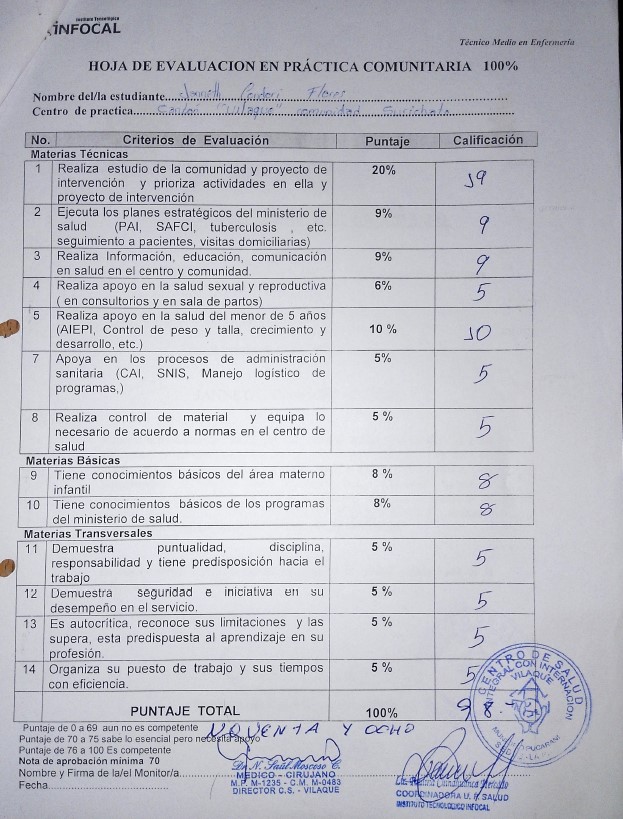 Instituto Tecnológico
INFOCAL
Técnico Medio en Enfermería
HOJA DE EVALUACION EN PRÁCTICA COMUNITARIA 100%
Nombre del/la estudiante....Janneth Condori Flores
Centro de practica....Cantón "Vilaque" comunidad
No. Criterios de Evaluación Puntaje Calificación
Materias Técnicas
1 Realiza estudio de la comunidad y proyecto de 20% 19
intervención y prioriza actividades en ella y
proyecto de intervención
2 Ejecuta los planes estratégicos del ministerio de 9% 9
salud (PAI, SAFCI, tuberculosis , etc.
seguimiento a pacientes, visitas domiciliarias)
3 Realiza Información, educación, comunicación 9% 9
en salud en el centro y comunidad.
4 Realiza apoyo en la salud sexual y reproductiva 6% 5
( en consultorios y en sala de partos)
5 Realiza apoyo en la salud del menor de 5 años 10 % 10
(AIEPI, Control de peso y talla, crecimiento y
desarrollo, etc.)
7 Apoya en los procesos de administración 5% 5
sanitaria (CAI, SNIS, Manejo logístico de
programas,)
8 Realiza control de material y equipa lo 5 % 5
necesario de acuerdo a normas en el centro de
salud
Materias Básicas
9 Tiene conocimientos básicos del área materno 8 % 8
infantil
10 Tiene conocimientos básicos de los programas 8% 8
del ministerio de salud.
Materias Transversales
11 Demuestra puntualidad, disciplina, 5 % 5
responsabilidad y tiene predisposición hacia el
trabajo
12 Demuestra seguridad e iniciativa en su 5 % 5
desempeño en el servicio.
13 Es autocrítica, reconoce sus limitaciones y las 5 % 5
supera, esta predispuesta al aprendizaje en su
profesión.
14 Organiza su puesto de trabajo y sus tiempos 5 % 5
con eficiencia.
PUNTAJE TOTAL 100% 98
CENTRO DE SALUD
INTEGRAL CON INTERNACION
VILAQUE
Puntaje de 0 a 69 aun no es competente
NOVENTA Y OCHO
Puntaje de 70 a 75 sabe lo esencial pero necesita apoyo
Puntaje de 76 a 100 Es competente
Nota de aprobación mínima 70
Nombre y Firma de la/el Monitor/a
Fecha
Dr. N. Saúl Moscoso C.
MEDICO - CIRUJANO
M.P. M-1235 - C.M. M-0483
DIRECTOR C.S. - VILAQUE
COORDINADORA U. E. SALUD
INSTITUTO TECNOLOGICO INFOCAL